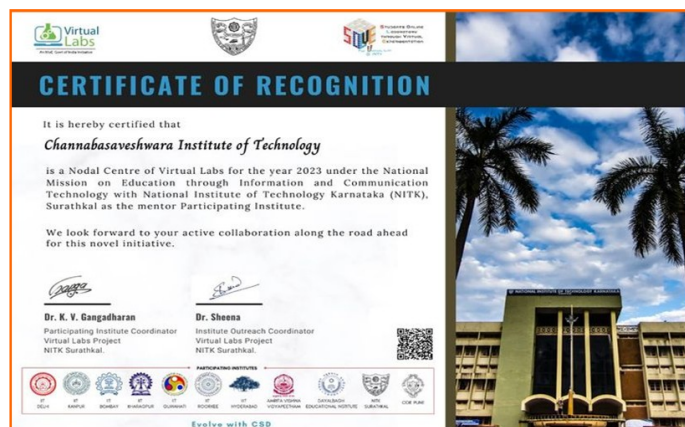 Virtual
Labs
CERTIFICATE OF RECOGNITION
It is hereby certified that
Channabasaveshwara Institute of Technology
is a Nodal Centre of Virtual Labs for the year 2023 under the National
Mission on Education through Information and Communication
Technology with National Institute of Technology Karnataka (NITK),
Surathkal as the mentor Participating Institute.
We look forward to your active collaboration along the road ahead
for this novel initiative.
Dr. K. V. Gangadharan
Dr. Sheena
Participating Institute Coordinator
Institute Outreach Coordinator
Virtual Labs Project
Virtual Labs Project
NITK Surathkal.
NITK Surathkal.
NATIONAL INSTITUTE OF TECHNOLOGY KARNATAKA
PARTICIPATING INSTITUTES
IIT DELHI
IIT KANPUR
IIT BOMBAY
IIT KHARAGPUR
IIT GUWAHATI
IIT ROORKEE
IIT HYDERABAD
AMRITA VISHWA VIDYAPEETHAM
DAYALBAGH EDUCATIONAL INSTITUTE
NITK SURATHKAL
COE PUNE
Evolve with CSD